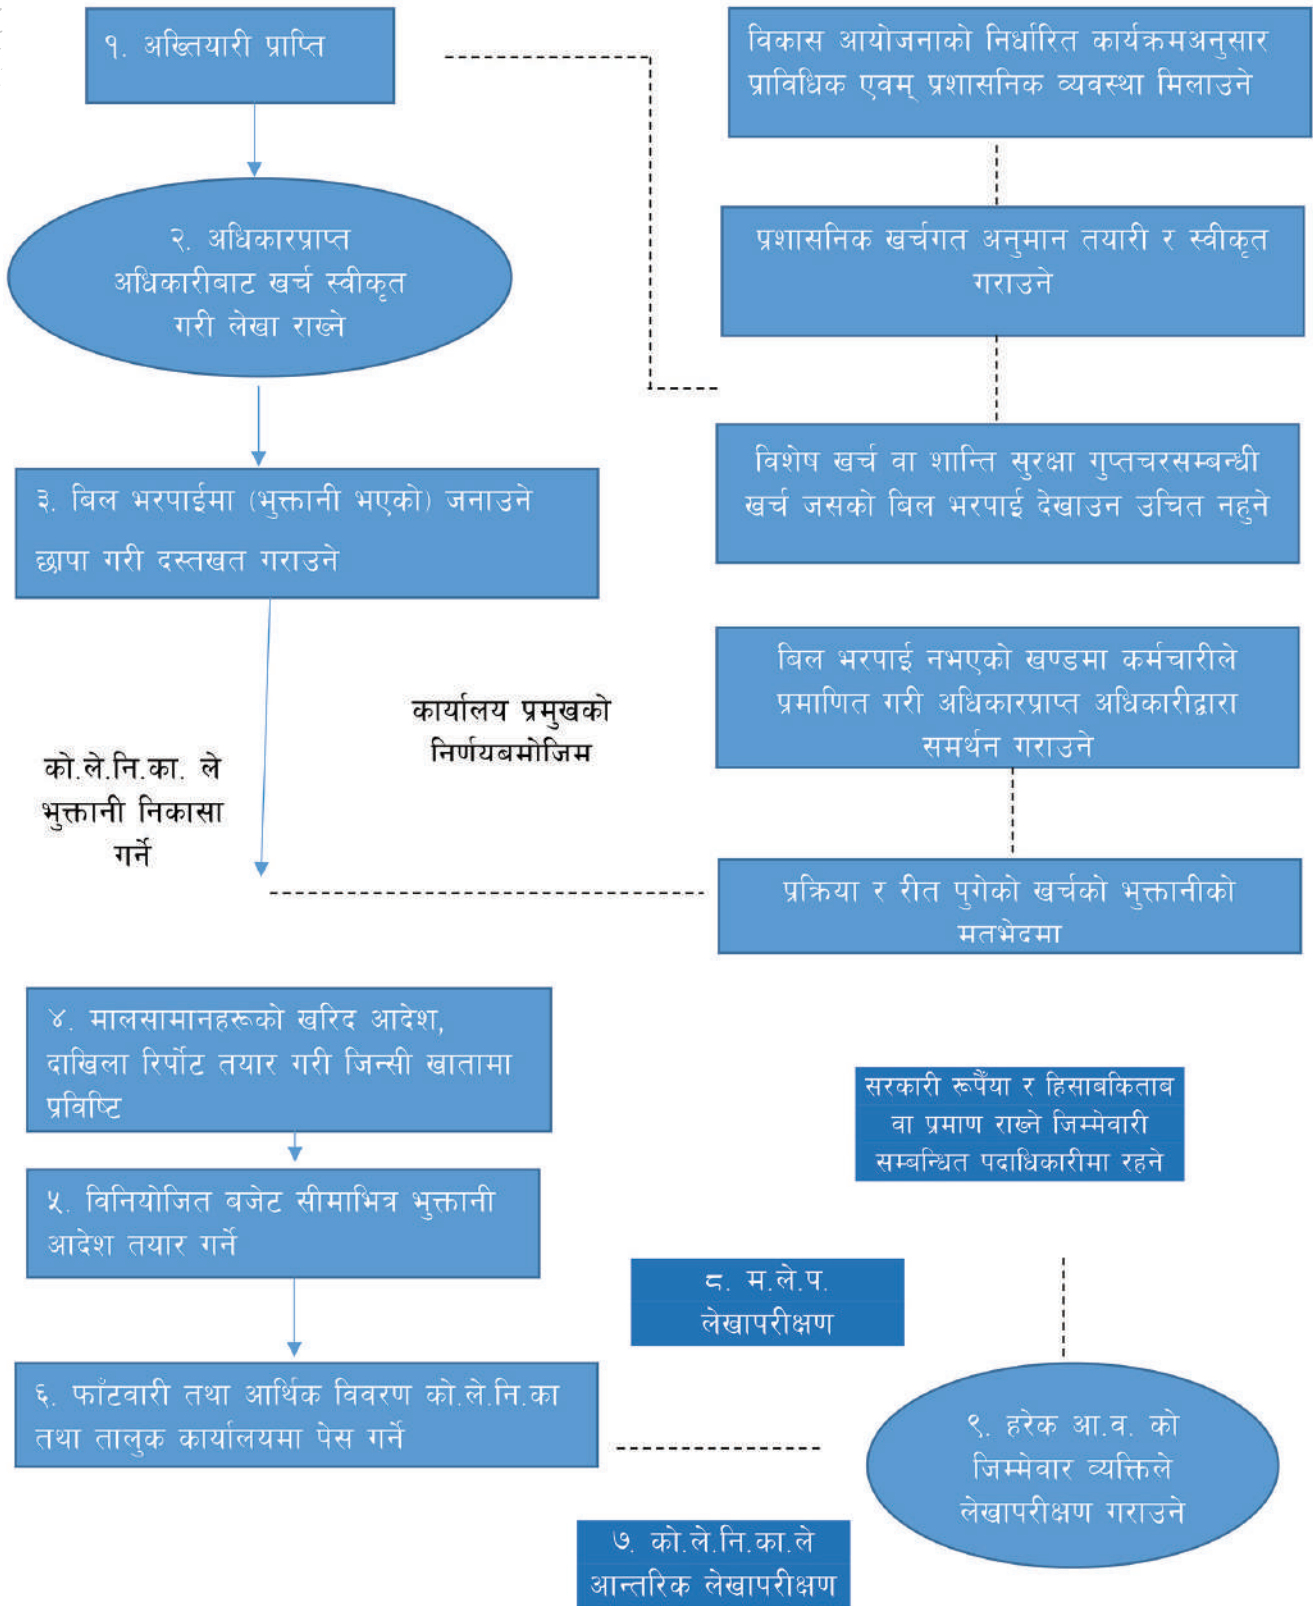 १. अख्तियारी प्राप्ति
विकास आयोजनाको निर्धारित कार्यक्रमअनुसार
प्राविधिक एवम् प्रशासनिक व्यवस्था मिलाउने
२. अधिकारप्राप्त
अधिकारीबाट खर्च स्वीकृत
गरी लेखा राख्ने
प्रशासनिक खर्चगत अनुमान तयारी र स्वीकृत
गराउने
विशेष खर्च वा शान्ति सुरक्षा गुप्तचरसम्बन्धी
खर्च जसको बिल भरपाई देखाउन उचित नहुने
३. बिल भरपाईमा (भुक्तानी भएको) जनाउने
छापा गरी दस्तखत गराउने
बिल भरपाई नभएको खण्डमा कर्मचारीले
प्रमाणित गरी अधिकारप्राप्त अधिकारीद्वारा
समर्थन गराउने
कार्यालय प्रमुखको
निर्णयबमोजिम
को.ले.नि.का. ले
भुक्तानी निकासा
गर्ने
प्रक्रिया र रीत पुगेको खर्चको भुक्तानीको
मतभेदमा
४. मालसामानहरूको खरिद आदेश,
दाखिला रिर्पोट तयार गरी जिन्सी खातामा
प्रविष्टि
सरकारी रूपैँया र हिसाबकिताब
वा प्रमाण राख्ने जिम्मेवारी
सम्बन्धित पदाधिकारीमा रहने
५. विनियोजित बजेट सीमाभित्र भुक्तानी
आदेश तयार गर्ने
८. म.ले.प.
लेखापरीक्षण
६. फाँटवारी तथा आर्थिक विवरण को.ले.नि.का
तथा तालुक कार्यालयमा पेस गर्ने
९. हरेक आ.व. को
जिम्मेवार व्यक्तिले
लेखापरीक्षण गराउने
७. को.ले.नि.का.ले
आन्तरिक लेखापरीक्षण